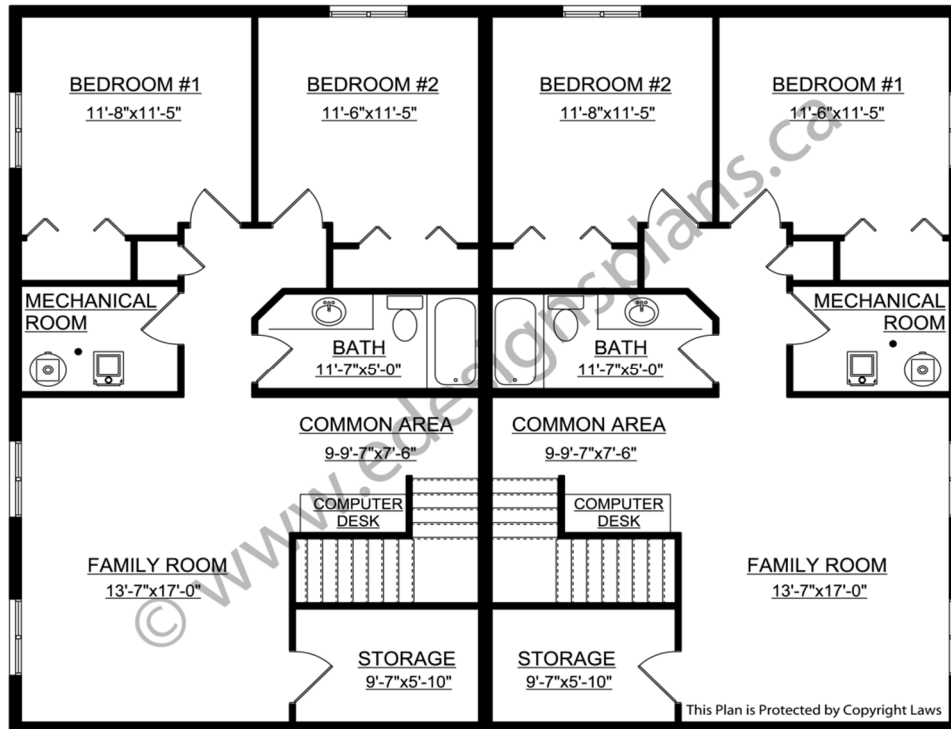 BEDROOM #1
11'-8"x11'-5"
BEDROOM #2
11'-6"x11'-5"
BEDROOM #2
11'-8"x11'-5"
BEDROOM #1
11'-6"x11'-5"
MECHANICAL
ROOM
BATH
11'-7"x5'-0"
BATH
11'-7"x5'-0"
MECHANICAL
ROOM
COMMON AREA
9-9'-7"x7'-6"
COMMON AREA
9-9'-7"x7'-6"
COMPUTER
DESK
COMPUTER
DESK
FAMILY ROOM
13'-7"x17'-0"
FAMILY ROOM
13'-7"x17'-0"
STORAGE
9'-7"x5'-10"
STORAGE
9'-7"x5'-10"
© www.edesignsplans.ca
This Plan is Protected by Copyright Laws